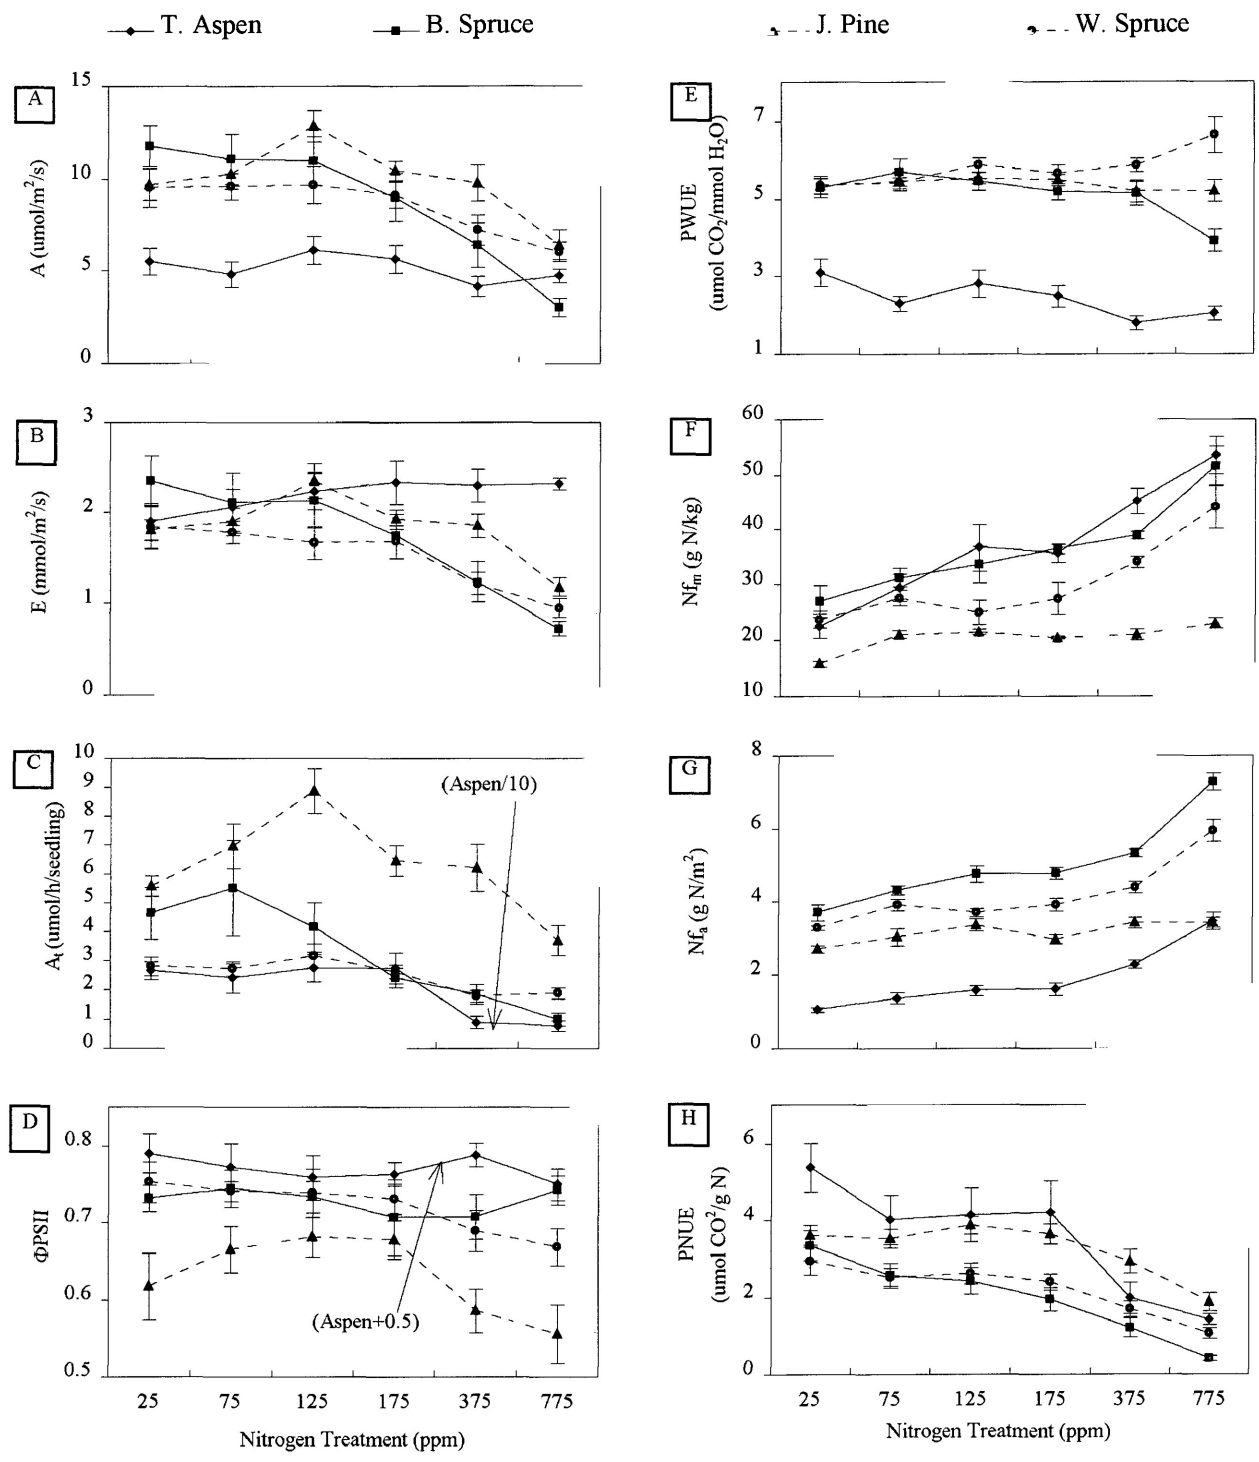 T. Aspen B. Spruce J. Pine W. Spruce
A
A (umol/m²/s)
15
10
5
0
B
E (mmol/m²/s)
3
2
1
0
C
Aₜ (umol/h/seedling)
10
9
8
7
6
5
4
3
2
1
0
(Aspen/10)
D
ΦPSII
0.8
0.7
0.6
0.5
(Aspen+0.5)
25 75 125 175 375 775
Nitrogen Treatment (ppm)
E
PWUE
(umol CO₂/mmol H₂O)
7
5
3
1
F
Nfₘ (g N/kg)
60
50
40
30
20
10
G
Nfₐ (g N/m²)
8
6
4
2
0
H
PNUE
(umol CO²/g N)
6
4
2
0
25 75 125 175 375 775
Nitrogen Treatment (ppm)